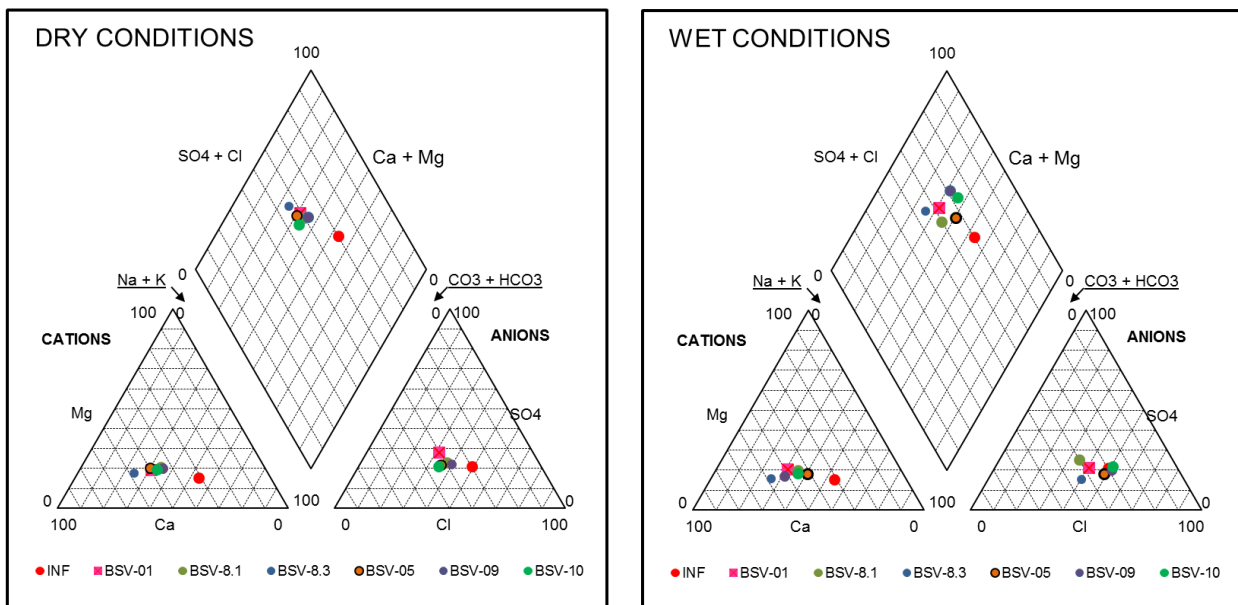 DRY CONDITIONS
100
SO4 + Cl
Ca + Mg
0
0
Na + K
CO3 + HCO3
100
0
0
100
CATIONS
ANIONS
Mg
SO4
0
100
0
100
Ca
0
0
Cl
100
INF
BSV-01
BSV-8.1
BSV-8.3
BSV-05
BSV-09
BSV-10
WET CONDITIONS
100
SO4 + Cl
Ca + Mg
0
0
Na + K
CO3 + HCO3
100
0
0
100
CATIONS
ANIONS
Mg
SO4
0
100
0
100
Ca
0
0
Cl
100
INF
BSV-01
BSV-8.1
BSV-8.3
BSV-05
BSV-09
BSV-10